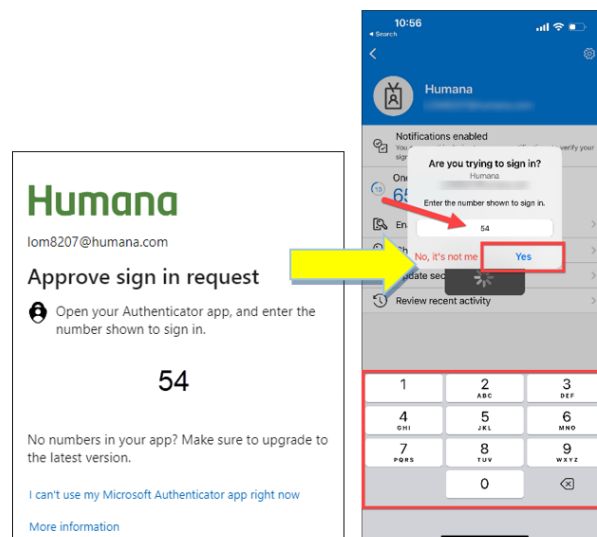 Humana
lom8207@humana.com
Approve sign in request
Open your Authenticator app, and enter the
number shown to sign in.
54
No numbers in your app? Make sure to upgrade to
the latest version.
I can't use my Microsoft Authenticator app right now
More information
10:56
Search
Humana
Notifications enabled
verify your
One
Are you trying to sign in?
Humana
Enter the number shown to sign in.
54
No, it's not me
Yes
Review recent activity
1
2
ABC
3
DEF
4
GHI
5
JKL
6
MNO
7
PQRS
8
TUV
9
WXYZ
0